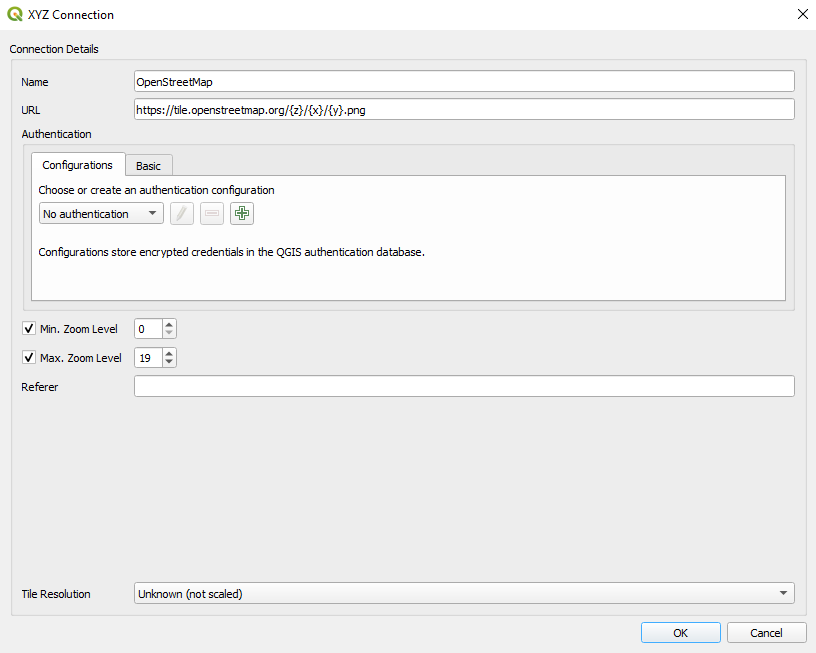 XYZ Connection
Connection Details
Name OpenStreetMap
URL https://tile.openstreetmap.org/{z}/{x}/{y}.png
Authentication
Configurations Basic
Choose or create an authentication configuration
No authentication
Configurations store encrypted credentials in the QGIS authentication database.
Min. Zoom Level 0
Max. Zoom Level 19
Referer
Tile Resolution Unknown (not scaled)
OK Cancel